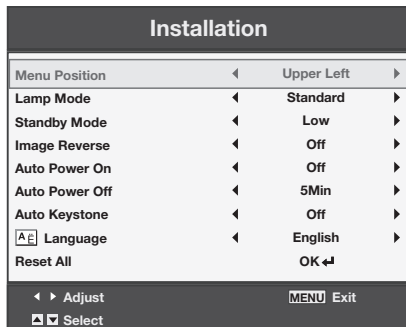 Installation
Menu Position Upper Left
Lamp Mode Standard
Standby Mode Low
Image Reverse Off
Auto Power On Off
Auto Power Off 5Min
Auto Keystone Off
Language English
Reset All OK
Adjust MENU Exit
Select